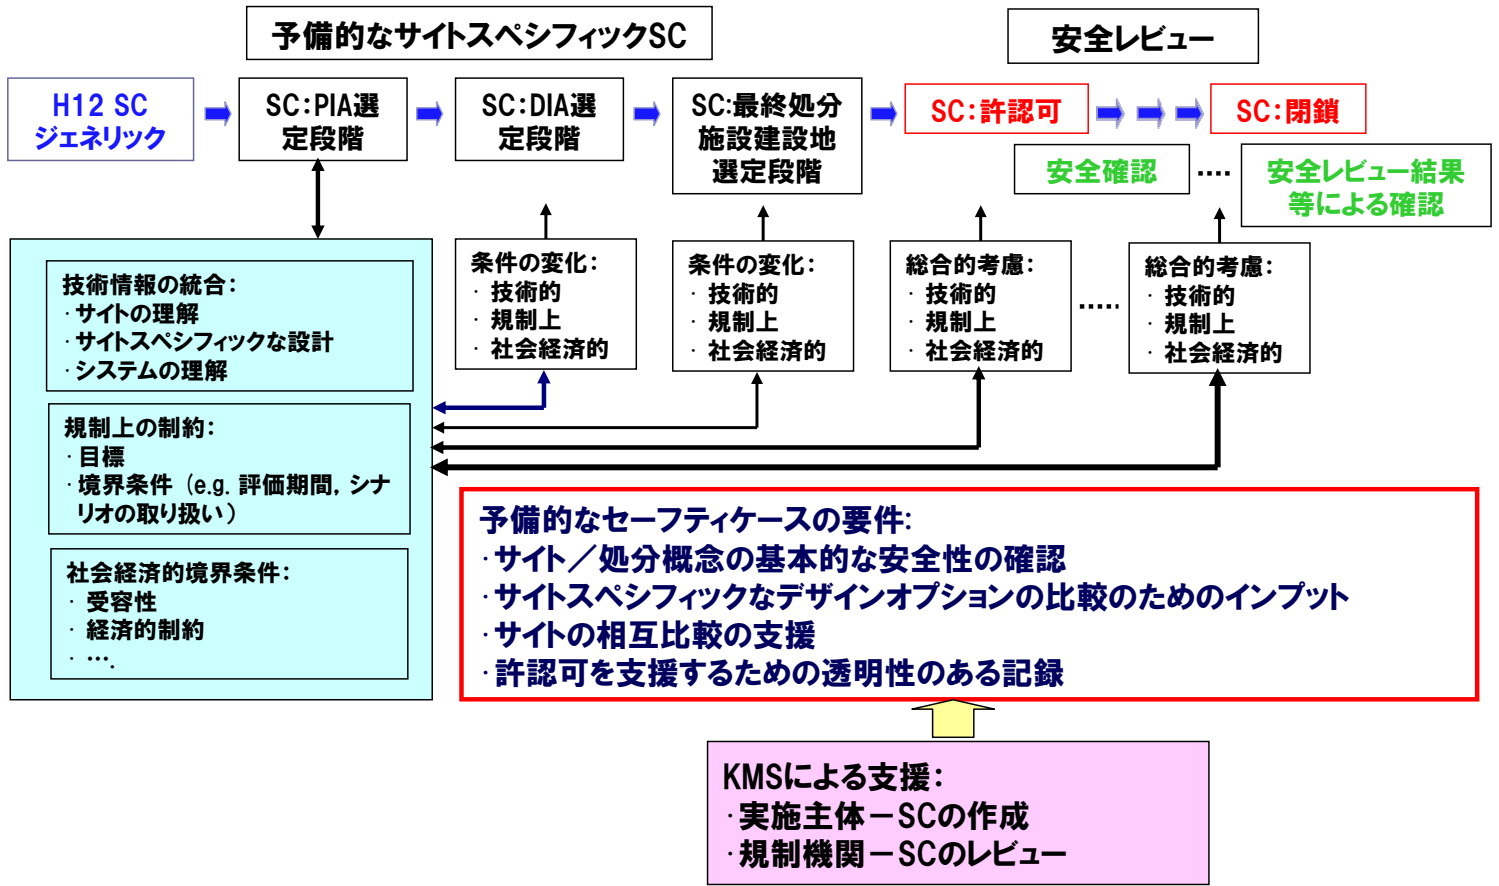 予備的なサイトスペシフィックSC
安全レビュー
H12 SC
ジェネリック
SC:PIA選
定段階
SC:DIA選
定段階
SC:最終処分
施設建設地
選定段階
SC:許認可
SC:閉鎖
安全確認
....
安全レビュー結果
等による確認
技術情報の統合:
・サイトの理解
・サイトスペシフィックな設計
・システムの理解
規制上の制約:
・目標
・境界条件 (e.g. 評価期間, シナ
リオの取り扱い)
社会経済的境界条件:
・ 受容性
・ 経済的制約
・ ….
条件の変化:
・ 技術的
・ 規制上
・ 社会経済的
条件の変化:
・ 技術的
・ 規制上
・ 社会経済的
総合的考慮:
・ 技術的
・ 規制上
・ 社会経済的
.....
総合的考慮:
・ 技術的
・ 規制上
・ 社会経済的
予備的なセーフティケースの要件:
・サイト/処分概念の基本的な安全性の確認
・サイトスペシフィックなデザインオプションの比較のためのインプット
・サイトの相互比較の支援
・許認可を支援するための透明性のある記録
KMSによる支援:
・実施主体-SCの作成
・規制機関-SCのレビュー